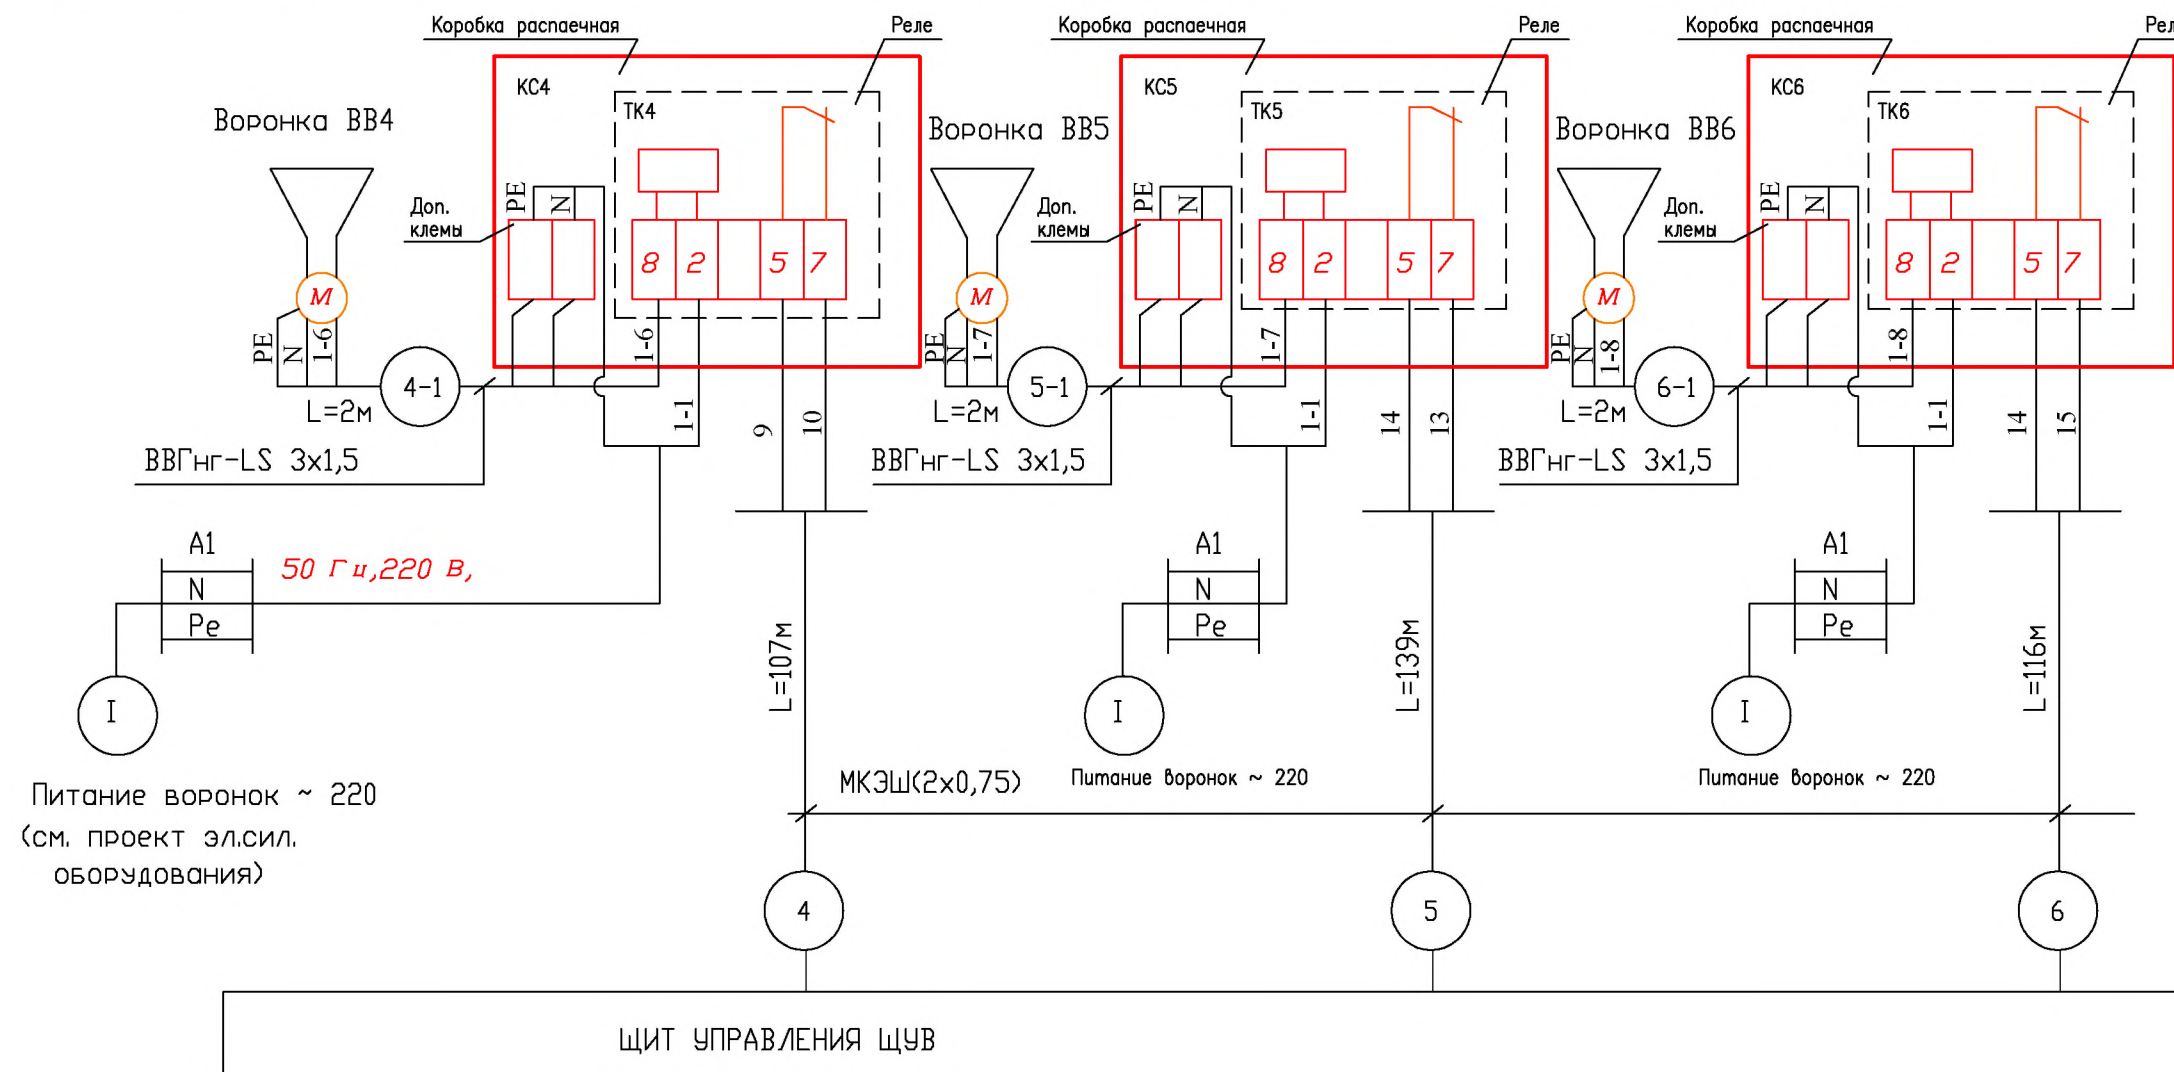 Коробка распаечная
Реле
Коробка распаечная
Реле
Коробка распаечная
Рел
КС4
ТК4
КС5
ТК5
КС6
ТК6
Воронка ВВ4
Воронка ВВ5
Воронка ВВ6
PE
N
PE
N
PE
N
Доп.
клемы
Доп.
клемы
Доп.
клемы
8 2 5 7
8 2 5 7
8 2 5 7
М
М
М
PE
N
1-6
1-6
PE
N
1-7
1-7
PE
N
1-8
1-8
4-1
5-1
6-1
L=2м
L=2м
L=2м
1-1
9
10
1-1
14
13
1-1
14
15
ВВГнг-LS 3х1,5
ВВГнг-LS 3х1,5
ВВГнг-LS 3х1,5
А1
50 Гц,220 В,
N
Pe
А1
N
Pe
А1
N
Pe
L=107м
L=139м
L=116м
I
I
I
Питание воронок ~ 220
(см. проект эл.сил.
оборудования)
МКЭШ(2х0,75)
Питание воронок ~ 220
Питание воронок ~ 220
4
5
6
ЩИТ УПРАВЛЕНИЯ ЩУВ